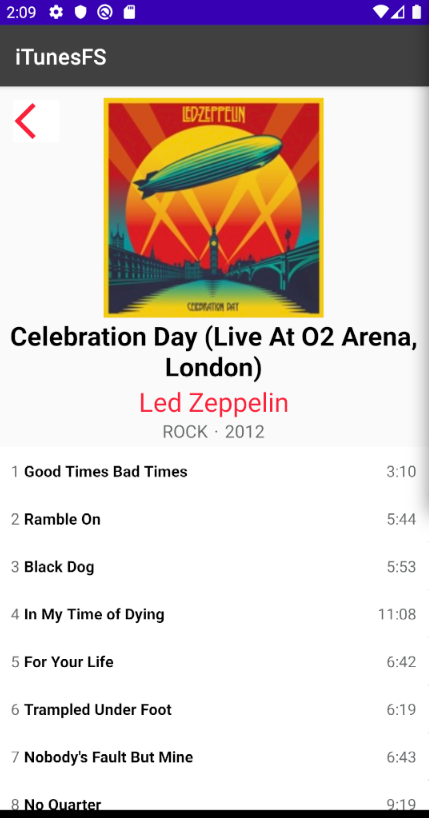 2:09
iTunesFS
LED-ZEPPELIN
CELEBRATION DAY
Celebration Day (Live At O2 Arena,
London)
Led Zeppelin
ROCK · 2012
1 Good Times Bad Times 3:10
2 Ramble On 5:44
3 Black Dog 5:53
4 In My Time of Dying 11:08
5 For Your Life 6:42
6 Trampled Under Foot 6:19
7 Nobody's Fault But Mine 6:43
8 No Quarter 9:19